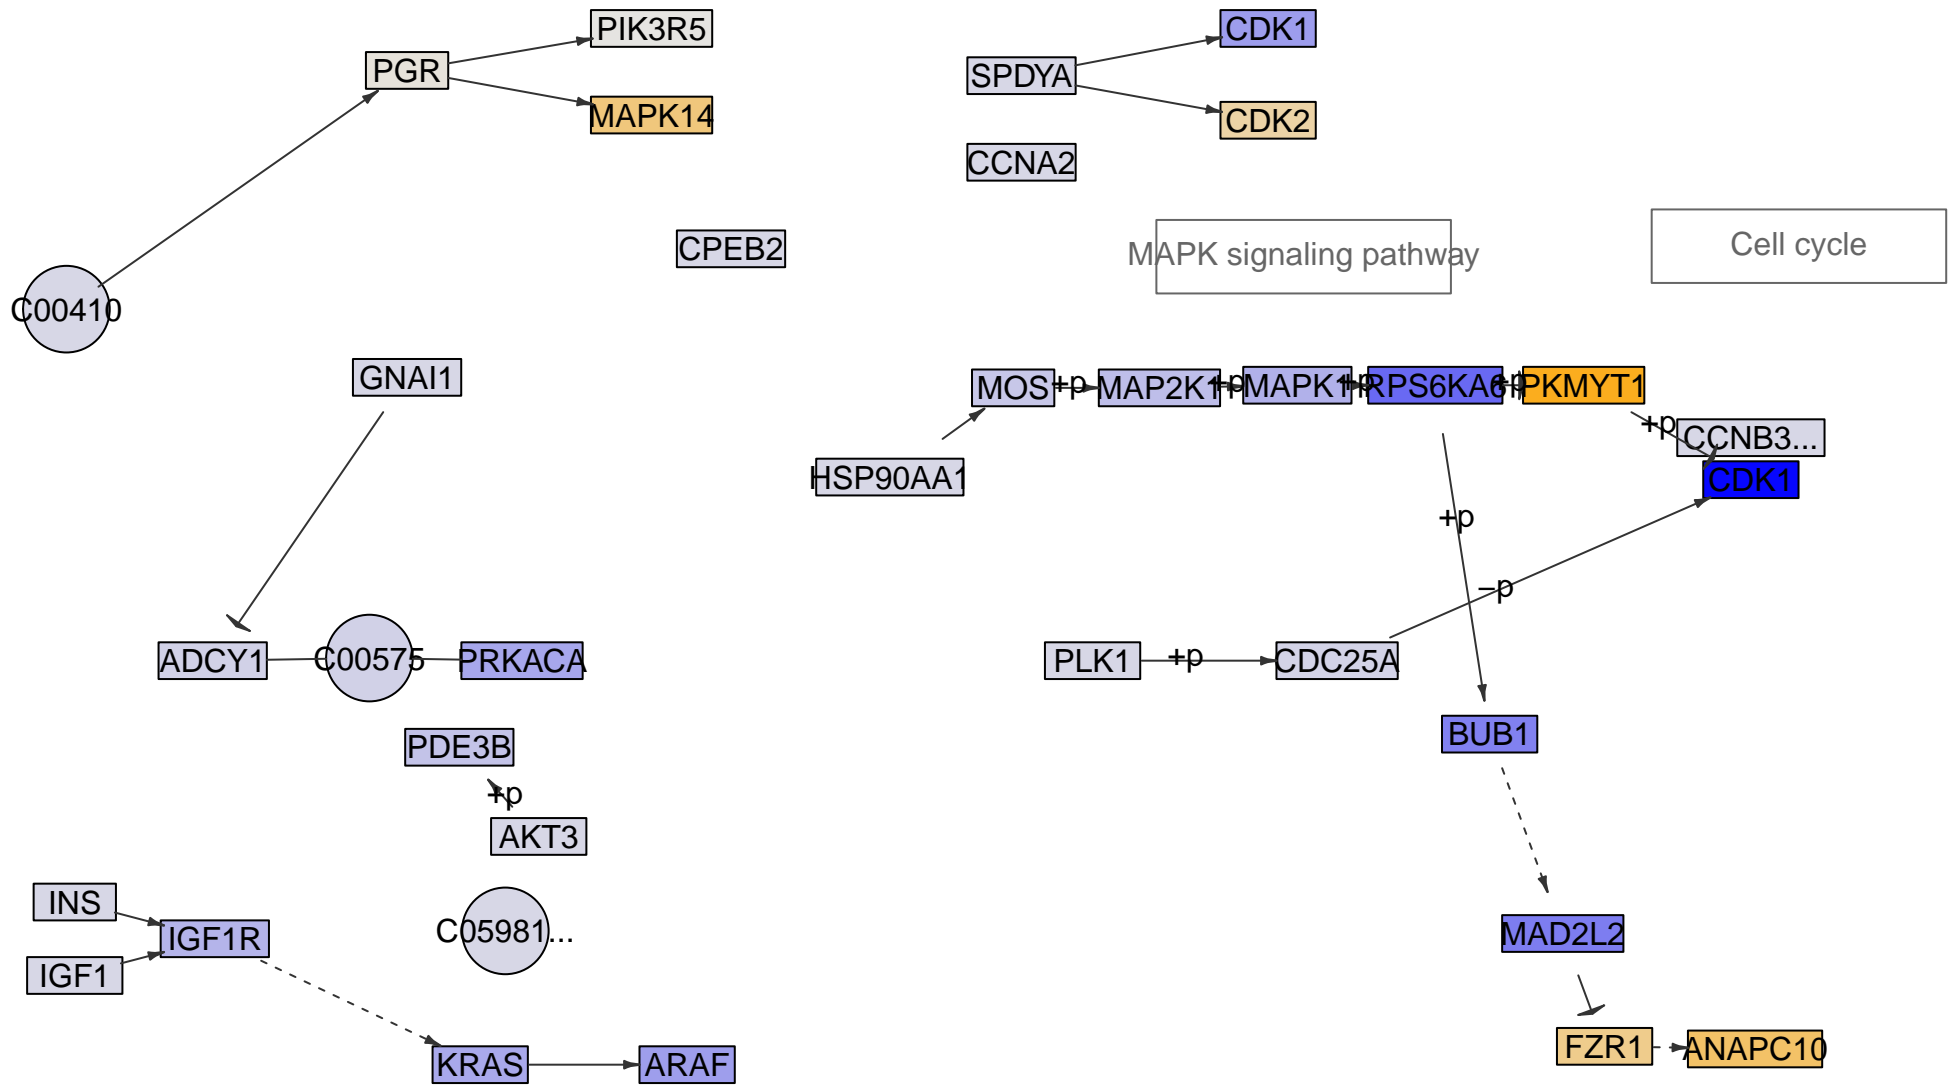 PIK3R5
CDK1
PGR
SPDYA
MAPK14
CDK2
CCNA2
CPEB2
MAPK signaling pathway
Cell cycle
C00410
GNAI1
MOS
+p
MAP2K1
+p
MAPK1
+p
RPS6KA6
+p
PKMYT1
+p
CCNB3...
HSP90AA1
CDK1
+p
−p
ADCY1
C00575
PRKACA
PLK1
+p
CDC25A
BUB1
PDE3B
+p
AKT3
INS
IGF1R
C05981...
MAD2L2
IGF1
FZR1
ANAPC10
KRAS
ARAF